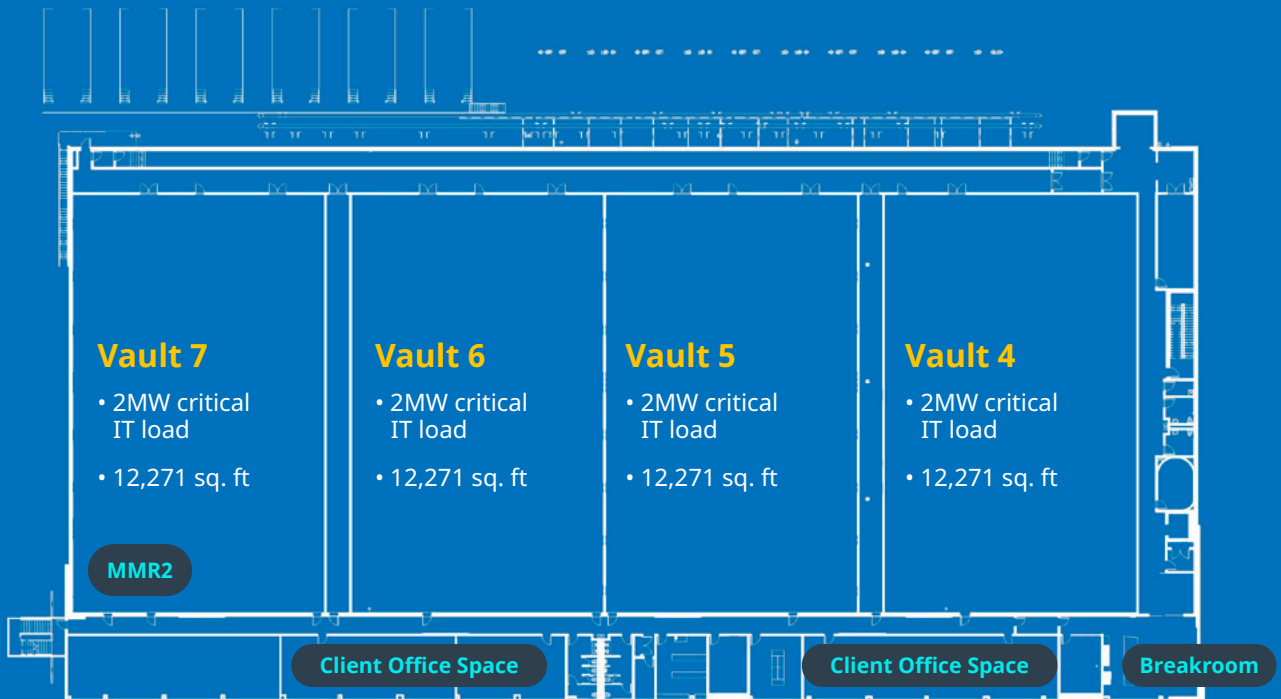 Vault 7
• 2MW critical
IT load
• 12,271 sq. ft
Vault 6
• 2MW critical
IT load
• 12,271 sq. ft
Vault 5
• 2MW critical
IT load
• 12,271 sq. ft
Vault 4
• 2MW critical
IT load
• 12,271 sq. ft
MMR2
Client Office Space
Client Office Space
Breakroom